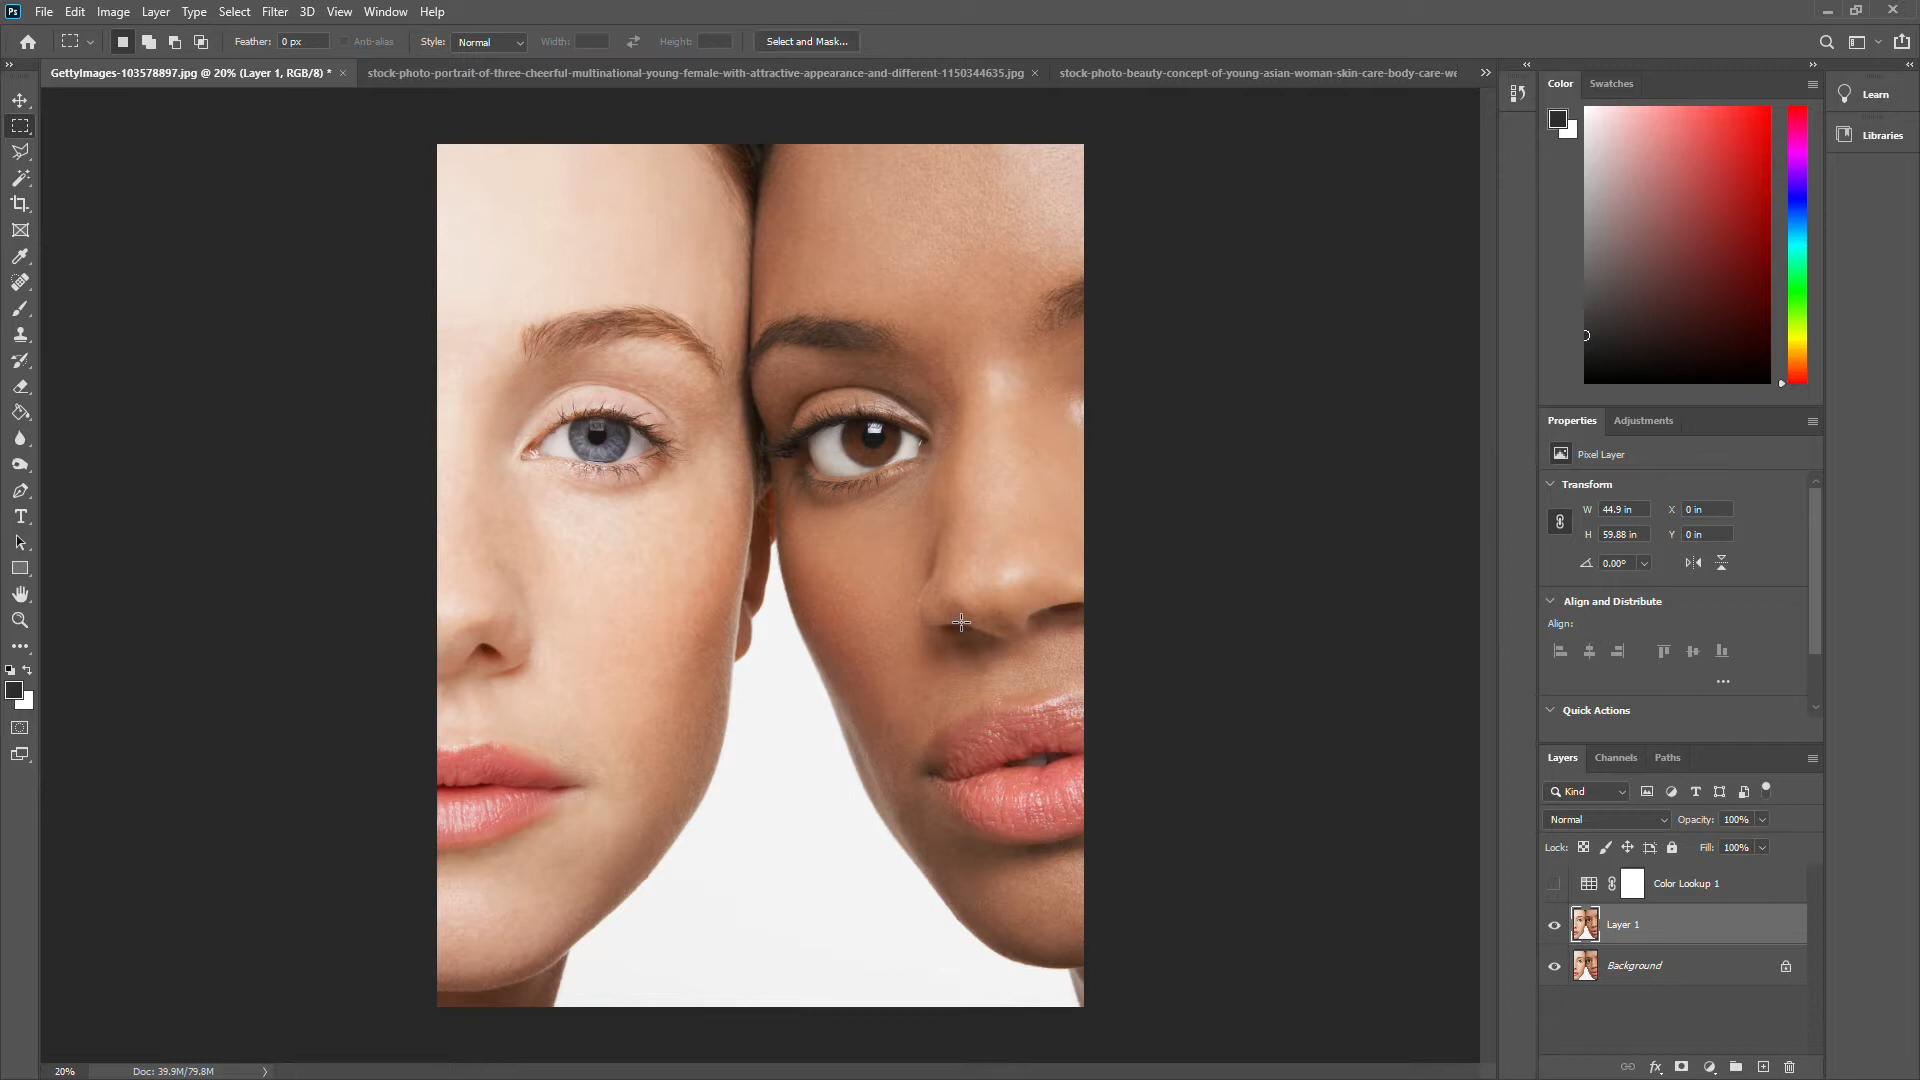 Ps File Edit Image Layer Type Select Filter 3D View Window Help
Feather: 0 px Anti-alias Style: Normal Width: Height: Select and Mask...
GettyImages-103578897.jpg @ 20% (Layer 1, RGB/8) * stock-photo-portrait-of-three-cheerful-multinational-young-female-with-attractive-appearance-and-different-1150344635.jpg stock-photo-beauty-concept-of-young-asian-woman-skin-care-body-care-we
Color Swatches
Learn
Libraries
Properties Adjustments
Pixel Layer
Transform
W 44.9 in X 0 in
H 59.88 in Y 0 in
0.00°
Align and Distribute
Align:
Quick Actions
Layers Channels Paths
Kind
Normal Opacity: 100%
Lock: Fill: 100%
Color Lookup 1
Layer 1
Background
fx
20% Doc: 39.9M/79.8M